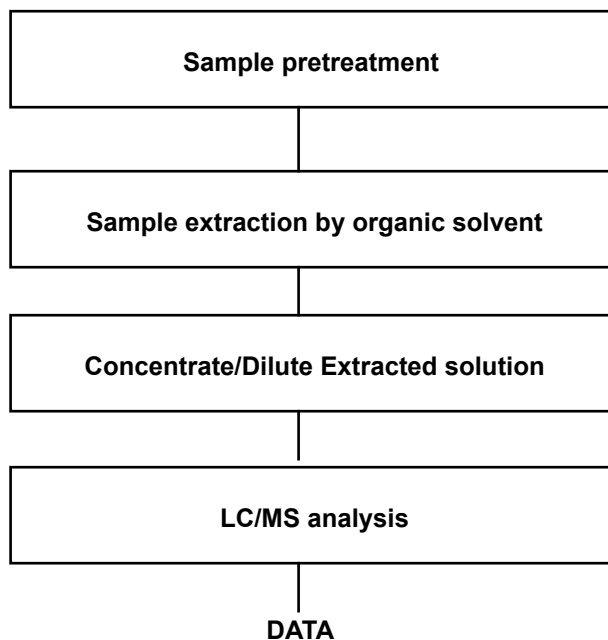 Sample pretreatment
Sample extraction by organic solvent
Concentrate/Dilute Extracted solution
LC/MS analysis
DATA